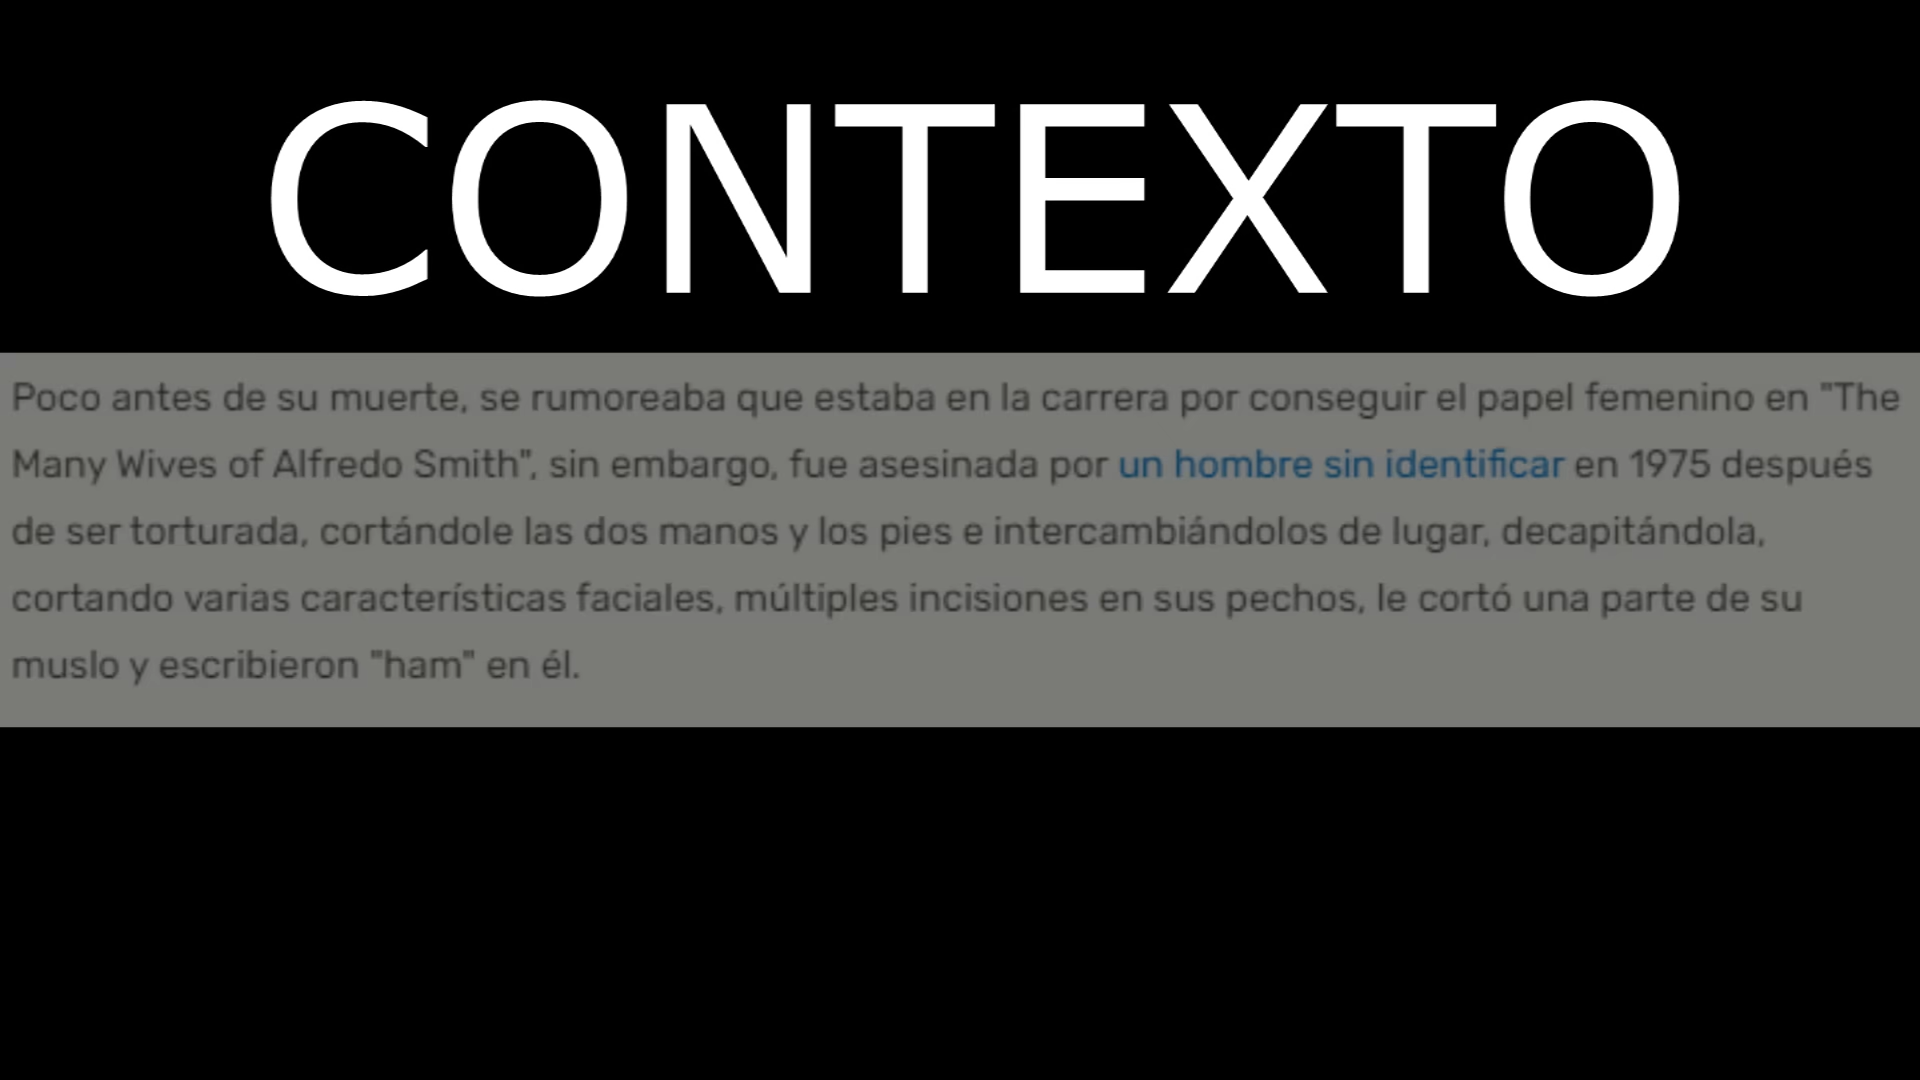 CONTEXTO
Poco antes de su muerte, se rumoreaba que estaba en la carrera por conseguir el papel femenino en "The
Many Wives of Alfredo Smith", sin embargo, fue asesinada por un hombre sin identificar en 1975 después
de ser torturada, cortándole las dos manos y los pies e intercambiándolos de lugar, decapitándola,
cortando varias características faciales, múltiples incisiones en sus pechos, le cortó una parte de su
muslo y escribieron "ham" en él.